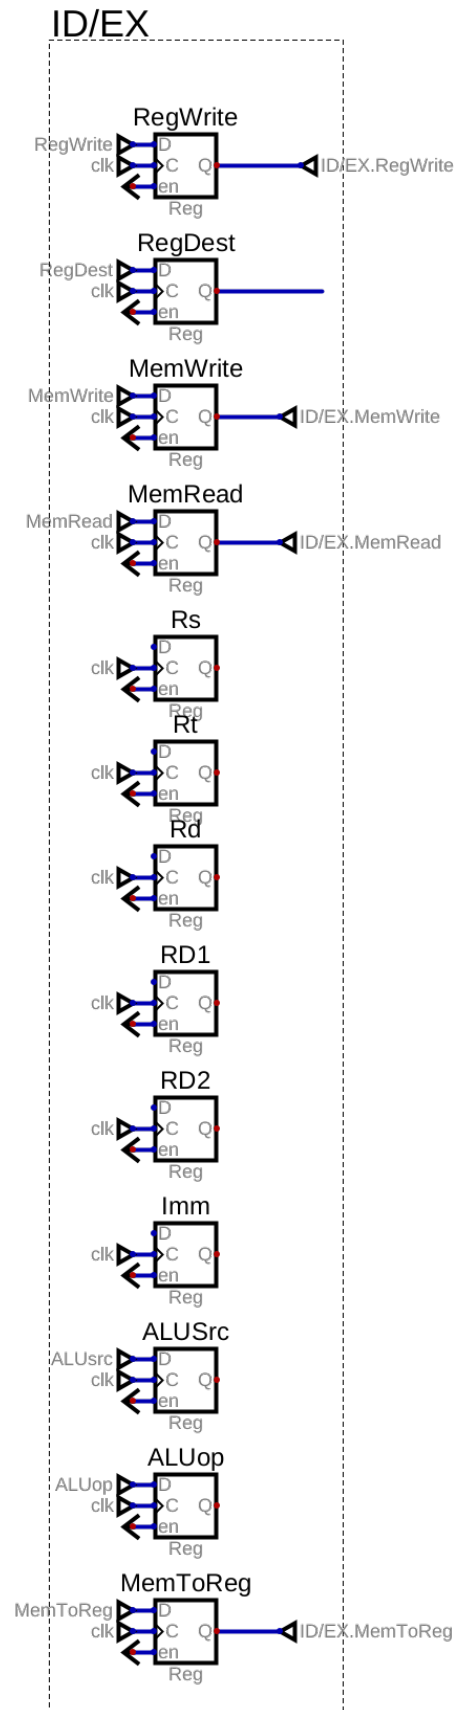 ID/EX
RegWrite
RegWrite D
clk C Q ID/EX.RegWrite
en
Reg
RegDest
RegDest D
clk C Q
en
Reg
MemWrite
MemWrite D
clk C Q ID/EX.MemWrite
en
Reg
MemRead
MemRead D
clk C Q ID/EX.MemRead
en
Reg
Rs
D
clk C Q
en
Reg
Rt
D
clk C Q
en
Reg
Rd
D
clk C Q
en
Reg
RD1
D
clk C Q
en
Reg
RD2
D
clk C Q
en
Reg
Imm
D
clk C Q
en
Reg
ALUSrc
ALUsrc D
clk C Q
en
Reg
ALUop
ALUop D
clk C Q
en
Reg
MemToReg
MemToReg D
clk C Q ID/EX.MemToReg
en
Reg